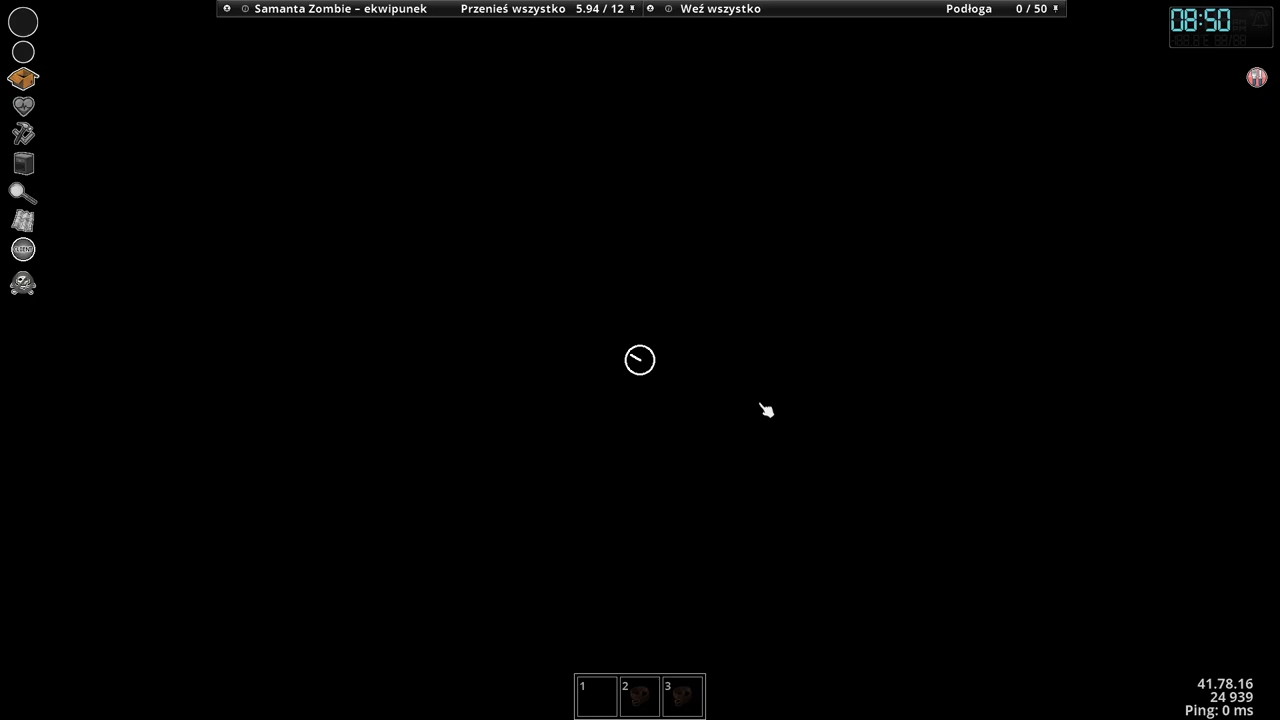 Samanta Zombie – ekwipunek Przenieś wszystko 5.94 / 12 Weź wszystko Podłoga 0 / 50
08:50
CLIENT
1 2 3
41.78.16
24 939
Ping: 0 ms